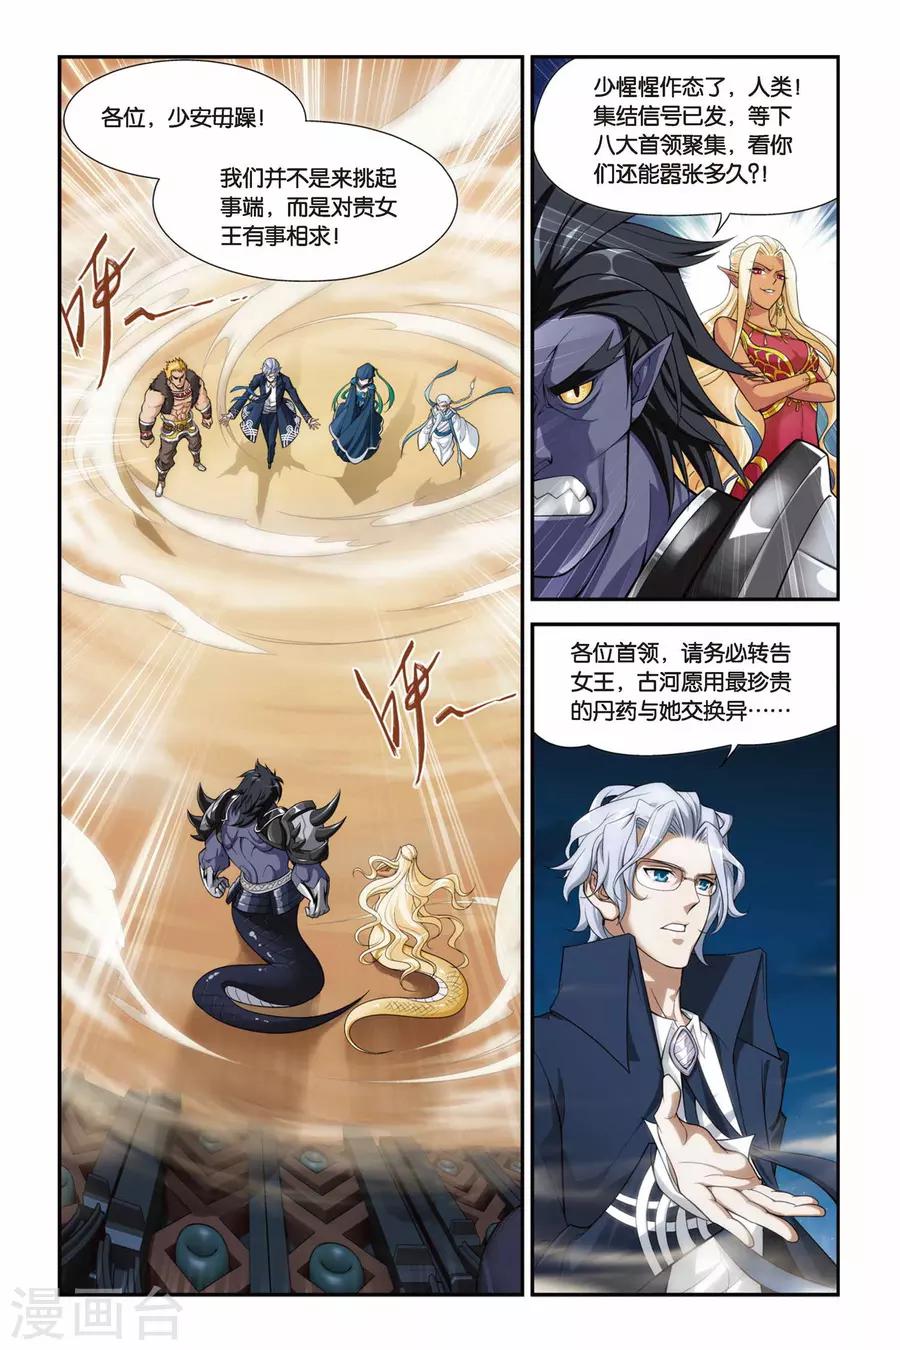 各位，少安毋躁！
我们并不是来挑起
事端，而是对贵女
王有事相求！
呼~
呼~
少惺惺作态了，人类！
集结信号已发，等下
八大首领聚集，看你
们还能嚣张多久？！
各位首领，请务必转告
女王，古河愿用最珍贵
的丹药与她交换异……
漫画台